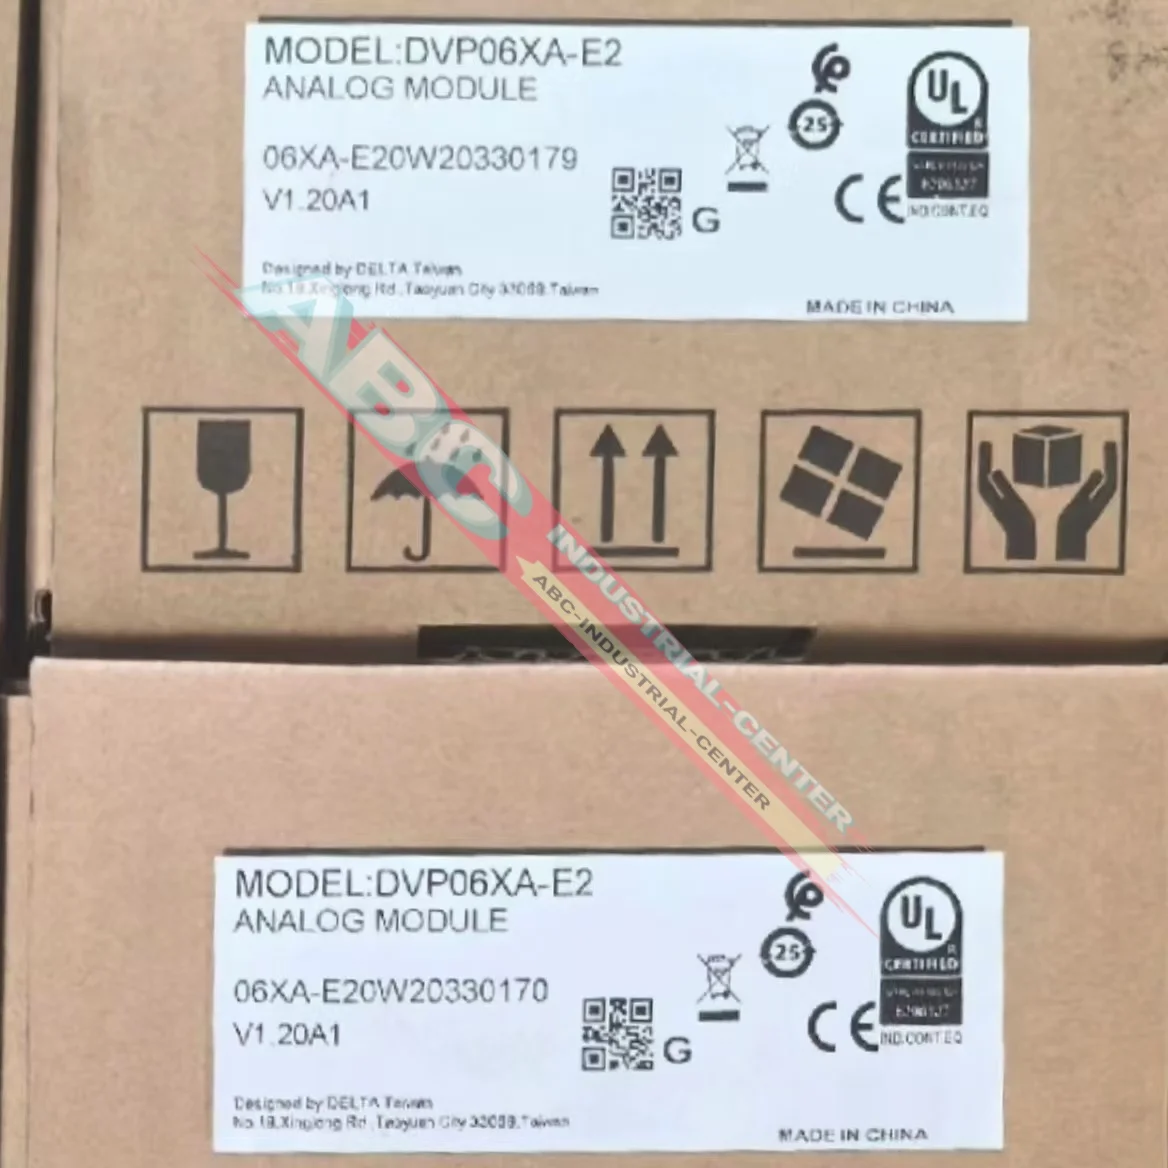 MODEL:DVP06XA-E2
ANALOG MODULE
06XA-E20W20330179
V1.20A1
G
25
UL
CERTIFIED
IND.CONT.EQ
CE
Designed by DELTA Taiwan
No.18,Xinglong Rd.,Taoyuan City 33068,Taiwan
MADE IN CHINA
ABC
INDUSTRIAL-CENTER
ABC-INDUSTRIAL-CENTER
MODEL:DVP06XA-E2
ANALOG MODULE
06XA-E20W20330170
V1.20A1
G
25
UL
CERTIFIED
IND.CONT.EQ
CE
Designed by DELTA Taiwan
No.18,Xinglong Rd.,Taoyuan City 33068,Taiwan
MADE IN CHINA